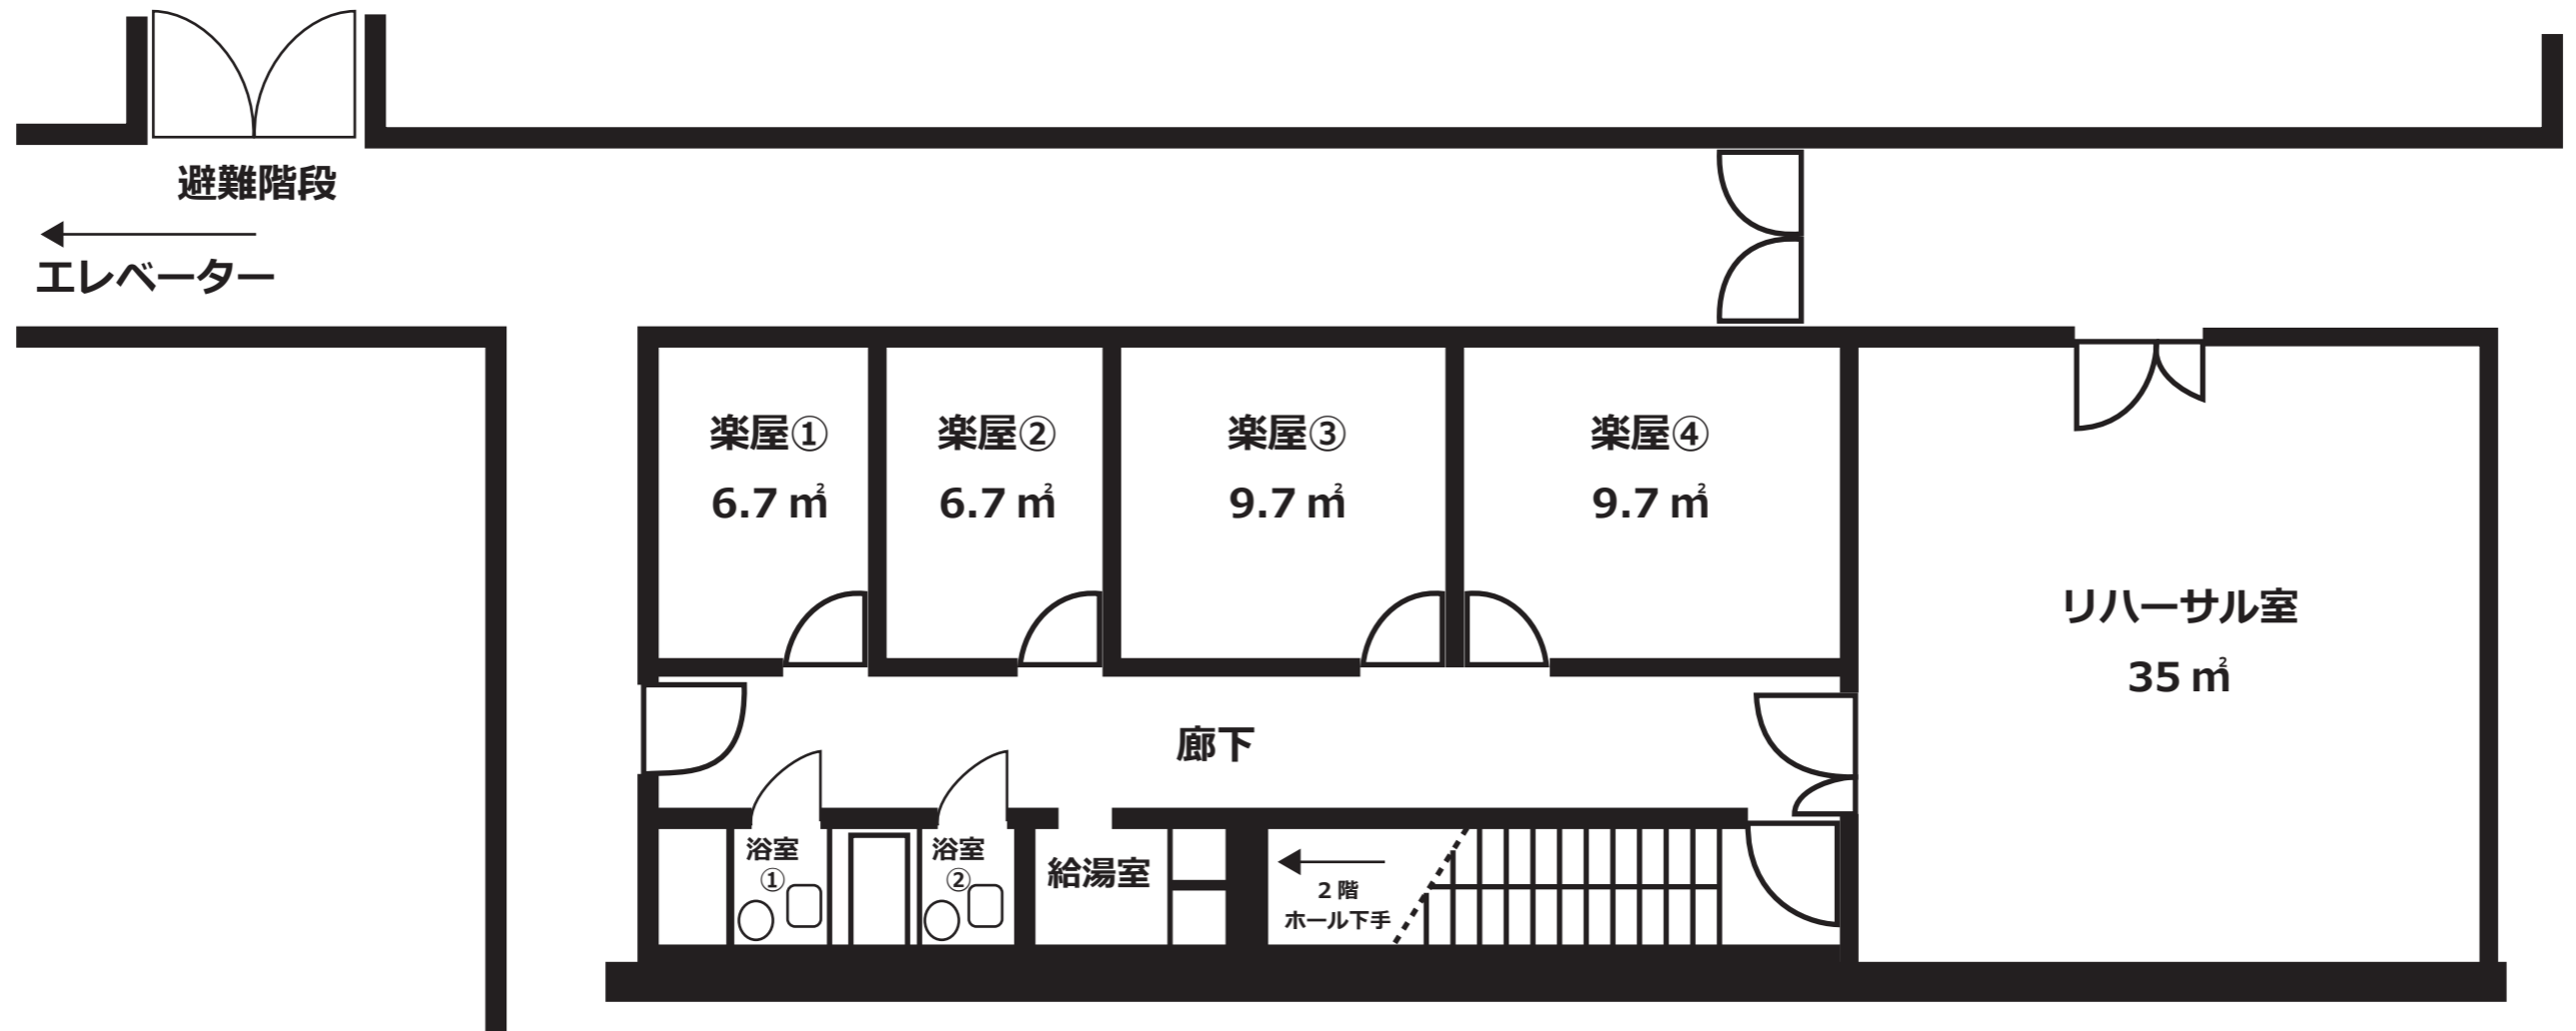 避難階段
エレベーター
楽屋①
6.7㎡
楽屋②
6.7㎡
楽屋③
9.7㎡
楽屋④
9.7㎡
リハーサル室
35㎡
廊下
浴室
①
浴室
②
給湯室
2階
ホール下手